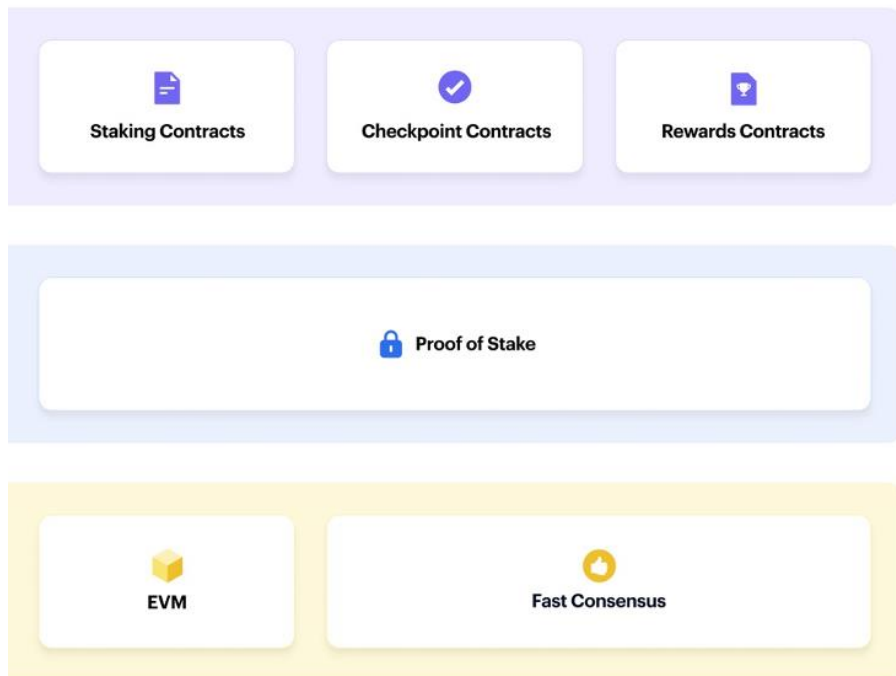 Staking Contracts
Checkpoint Contracts
Rewards Contracts
Proof of Stake
EVM
Fast Consensus